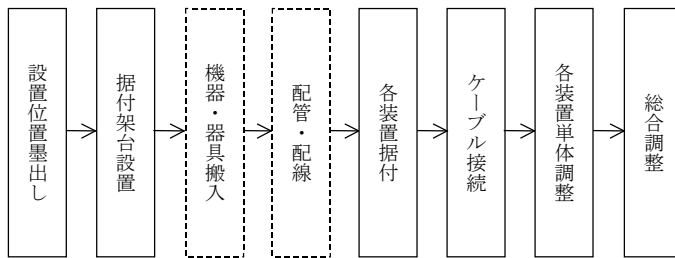 設置位置墨出し
据付架台設置
機器・器具搬入
配管・配線
各装置据付
ケーブル接続
各装置単体調整
総合調整